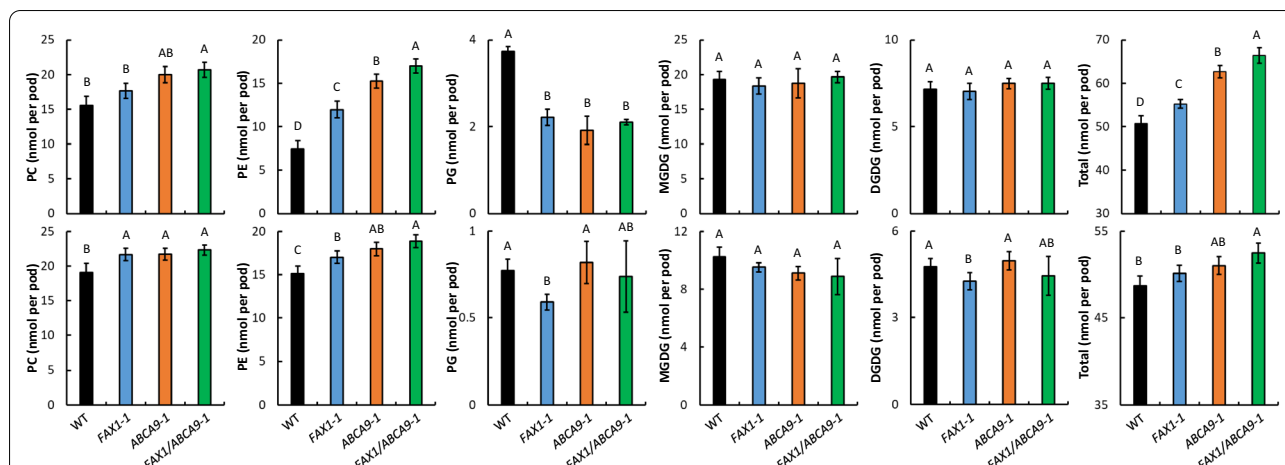 PC (nmol per pod)
25
20
15
10
5
0
B B AB A
PE (nmol per pod)
20
15
10
5
0
D C B A
PG (nmol per pod)
4
2
0
A B B B
MGDG (nmol per pod)
25
20
15
10
5
0
A A A A
DGDG (nmol per pod)
10
5
0
A A A A
Total (nmol per pod)
70
60
50
40
30
D C B A
PC (nmol per pod)
25
20
15
10
5
0
B A A A
WT FAX1-1 ABCA9-1 FAX1/ABCA9-1
PE (nmol per pod)
20
15
10
5
0
C B AB A
WT FAX1-1 ABCA9-1 FAX1/ABCA9-1
PG (nmol per pod)
1
0.5
0
A B A AB
WT FAX1-1 ABCA9-1 FAX1/ABCA9-1
MGDG (nmol per pod)
12
9
6
3
0
A A A A
WT FAX1-1 ABCA9-1 FAX1/ABCA9-1
DGDG (nmol per pod)
6
3
0
A B A AB
WT FAX1-1 ABCA9-1 FAX1/ABCA9-1
Total (nmol per pod)
55
45
35
B B AB A
WT FAX1-1 ABCA9-1 FAX1/ABCA9-1